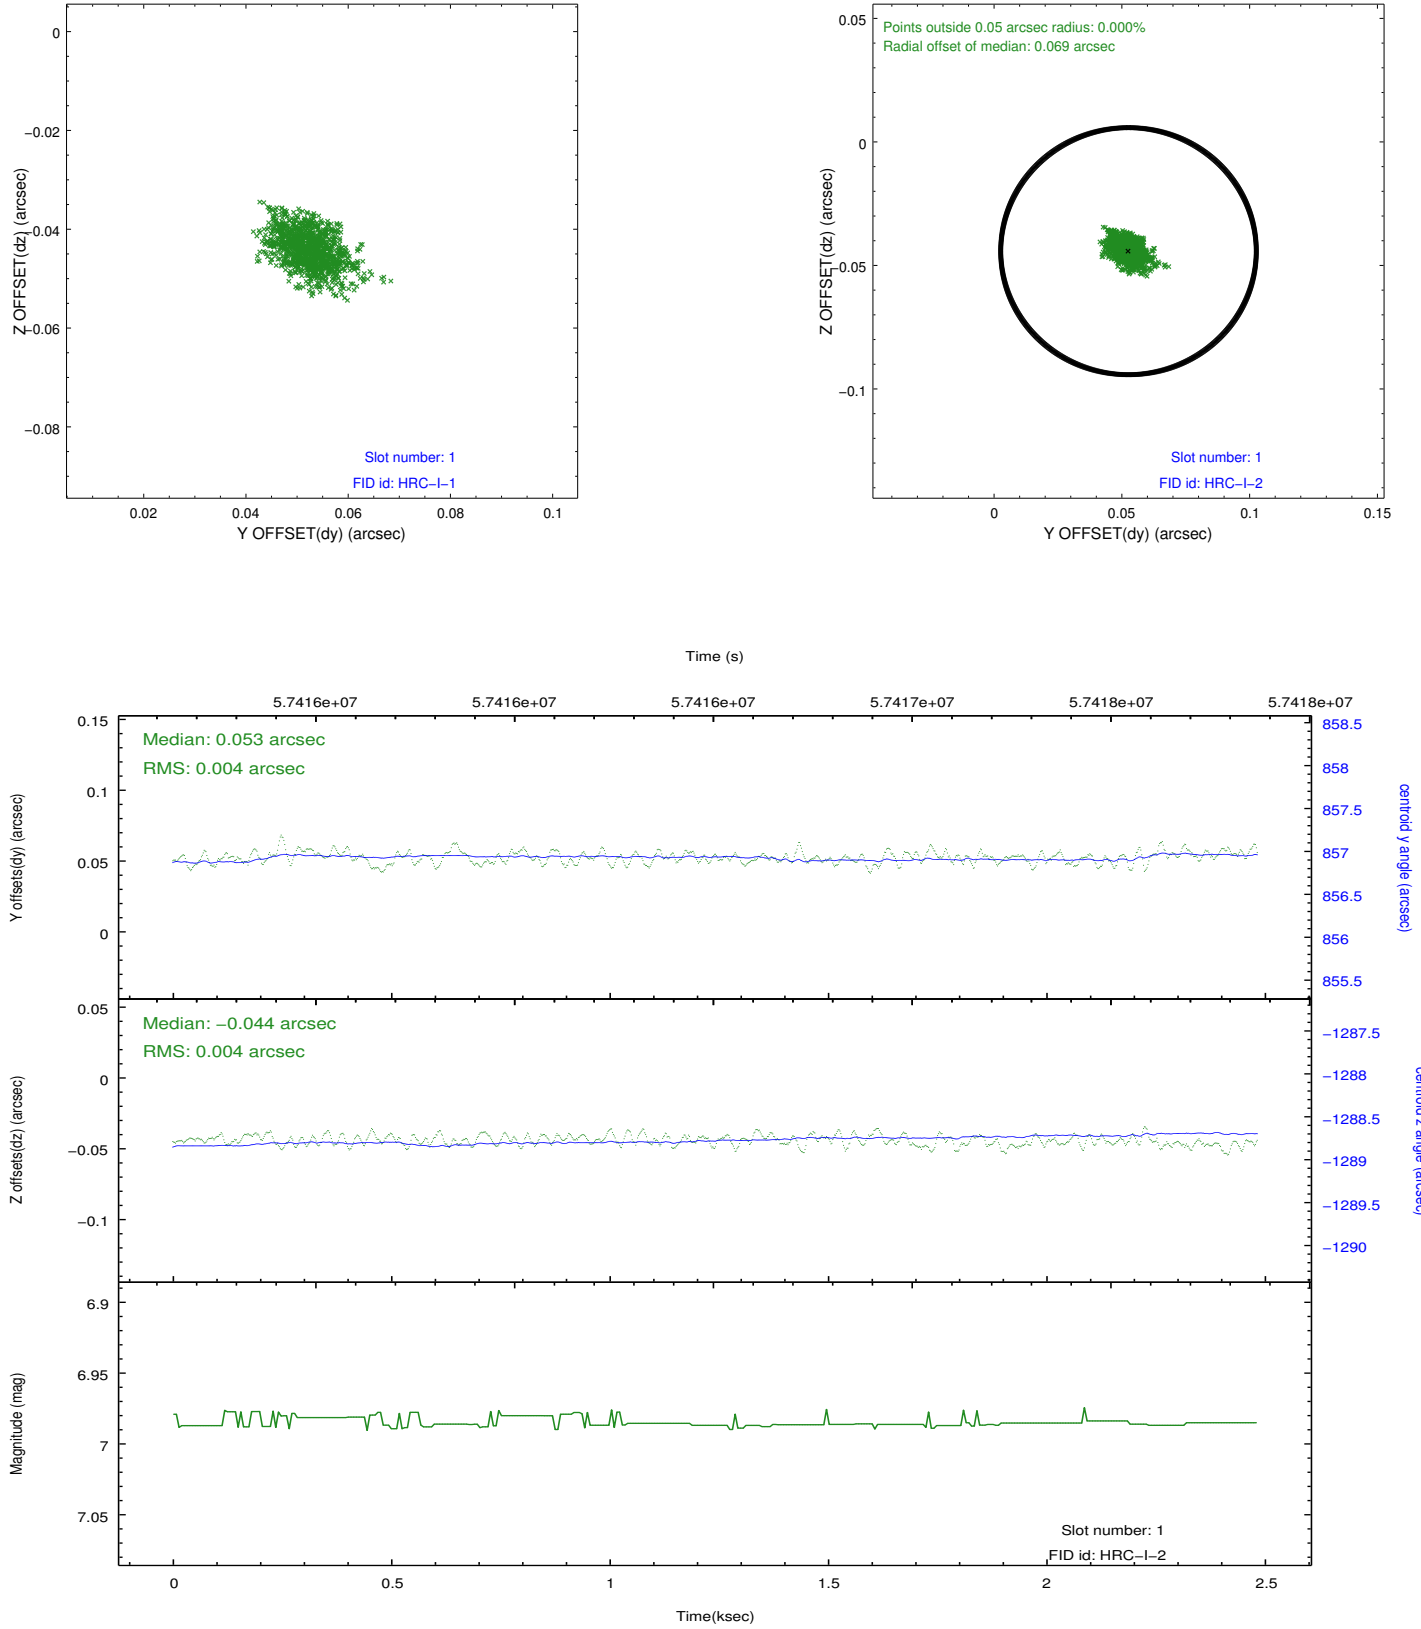 0
−0.02
−0.04
−0.06
−0.08
Z OFFSET(dz) (arcsec)
Slot number: 1
FID id: HRC−I−1
0.02
0.04
0.06
0.08
0.1
Y OFFSET(dy) (arcsec)
Points outside 0.05 arcsec radius: 0.000%
Radial offset of median: 0.069 arcsec
0.05
0
−0.05
−0.1
Z OFFSET(dz) (arcsec)
Slot number: 1
FID id: HRC−I−2
0
0.05
0.1
0.15
Y OFFSET(dy) (arcsec)
Time (s)
5.7416e+07
5.7416e+07
5.7416e+07
5.7417e+07
5.7418e+07
5.7418e+07
Median: 0.053 arcsec
RMS: 0.004 arcsec
0.15
0.1
0.05
0
Y offsets(dy) (arcsec)
858.5
858
857.5
857
856.5
856
855.5
centroid y angle (arcsec)
Median: −0.044 arcsec
RMS: 0.004 arcsec
0.05
0
−0.05
−0.1
Z offsets(dz) (arcsec)
−1287.5
−1288
−1288.5
−1289
−1289.5
−1290
centroid z angle (arcsec)
6.9
6.95
7
7.05
Magnitude (mag)
Slot number: 1
FID id: HRC−I−2
0
0.5
1
1.5
2
2.5
Time(ksec)